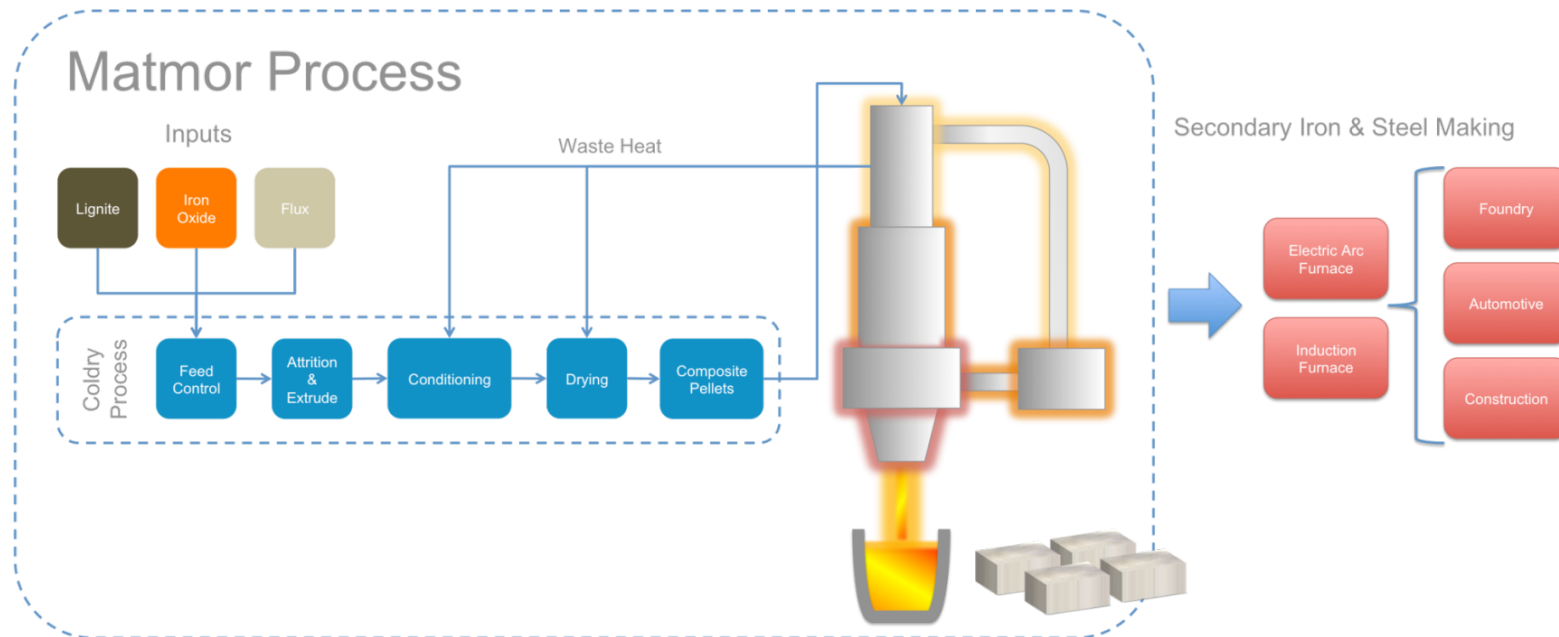 Matmor Process
Inputs
Waste Heat
Secondary Iron & Steel Making
Lignite
Iron
Oxide
Flux
Foundry
Electric Arc
Furnace
Automotive
Induction
Furnace
Construction
Coldry
Process
Feed
Control
Attrition
&
Extrude
Conditioning
Drying
Composite
Pellets